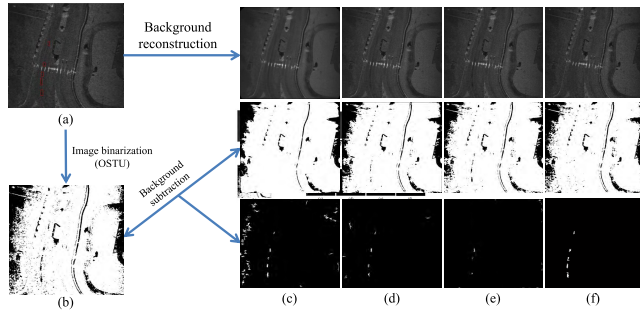 Background
reconstruction
(a)
Image binarization
(OSTU)
Background
subtraction
(b)
(c)
(d)
(e)
(f)